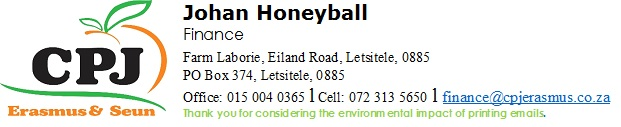 CPJ
Erasmus & Seun
Johan Honeyball
Finance
Farm Laborie, Eiland Road, Letsitele, 0885
PO Box 374, Letsitele, 0885
Office: 015 004 0365 l Cell: 072 313 5650 l finance@cpjerasmus.co.za
Thank you for considering the environmental impact of printing emails.